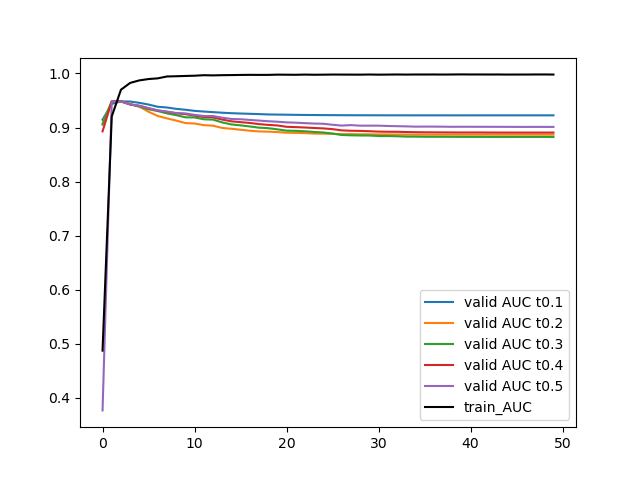 1.0
0.9
0.8
0.7
0.6
0.5
0.4
0 10 20 30 40 50
valid AUC t0.1
valid AUC t0.2
valid AUC t0.3
valid AUC t0.4
valid AUC t0.5
train_AUC